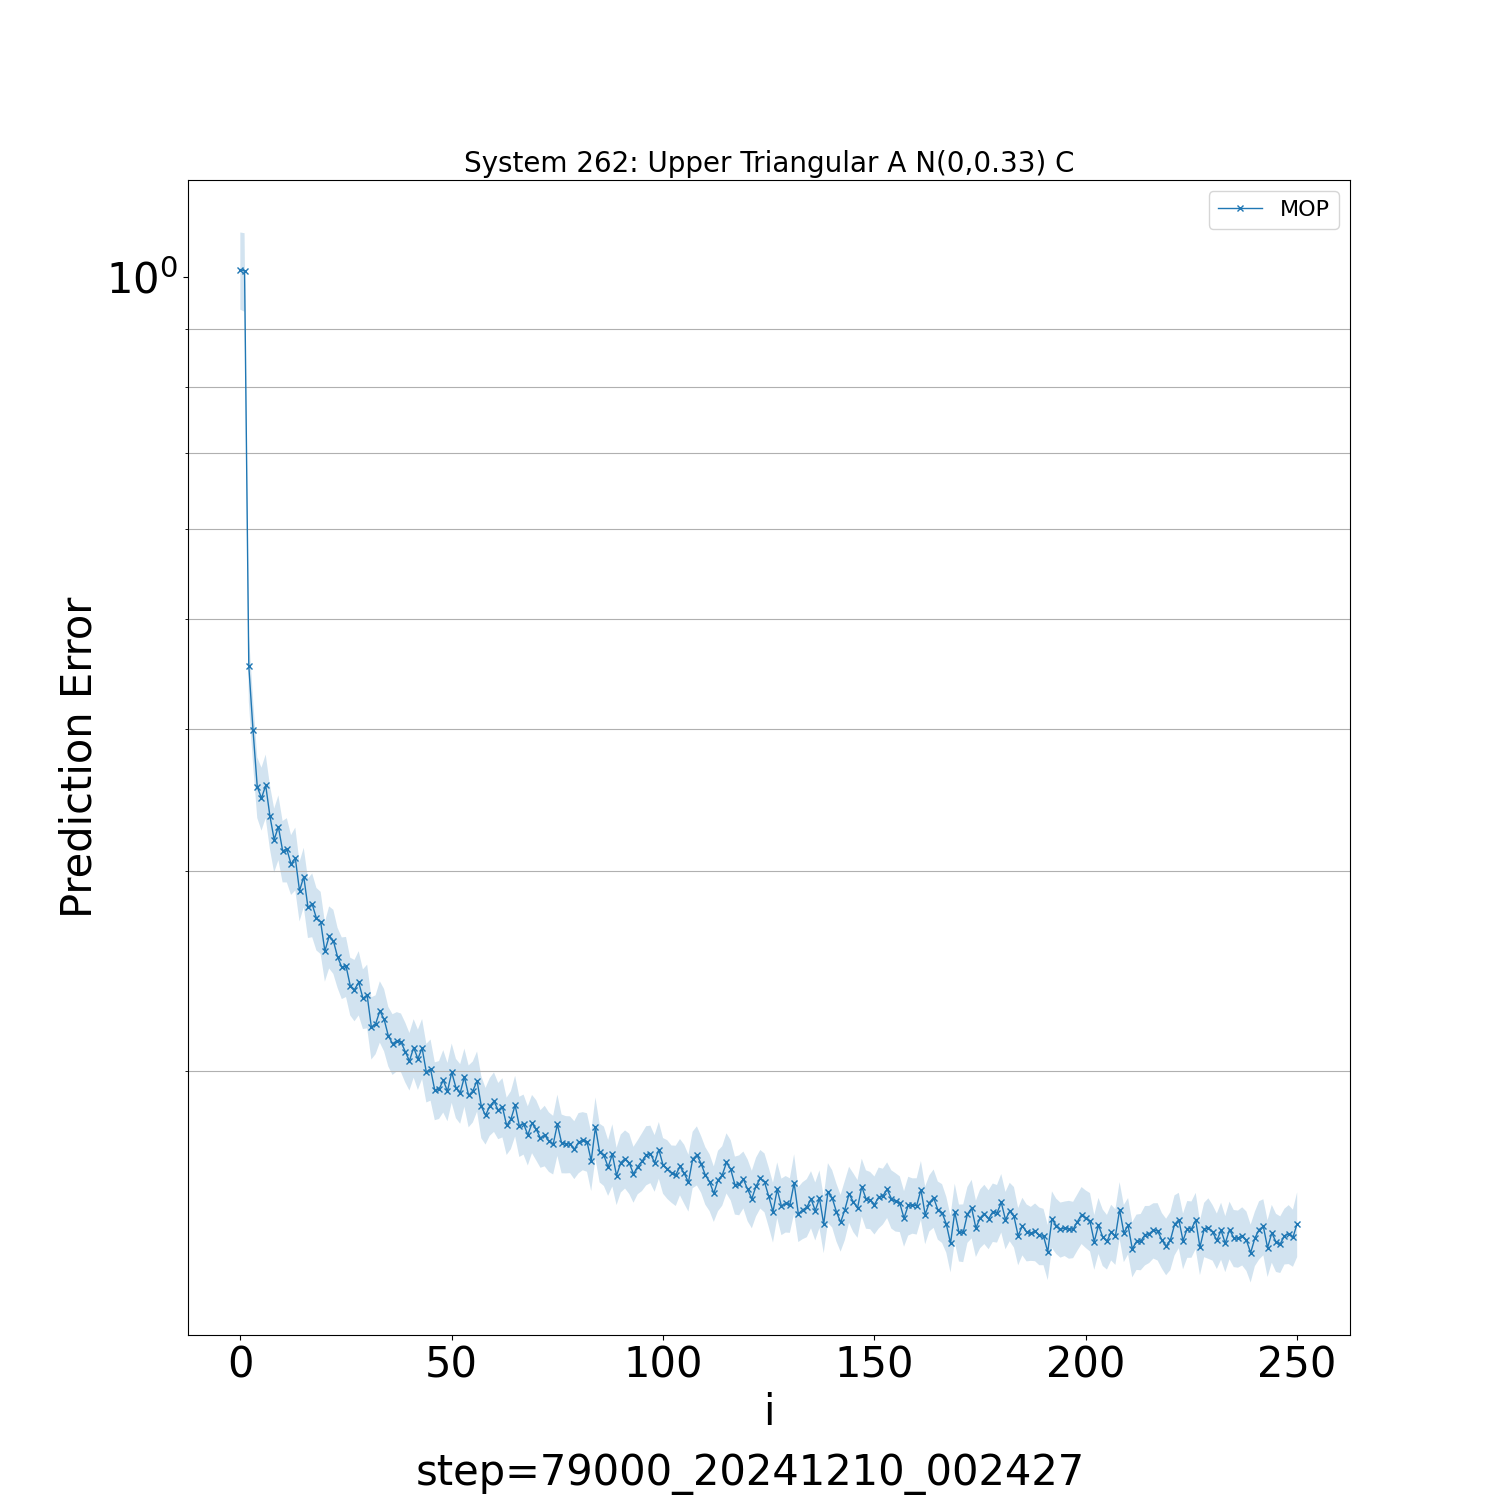 System 262: Upper Triangular A N(0,0.33) C
MOP
10⁰
Prediction Error
0 50 100 150 200 250
i
step=79000_20241210_002427